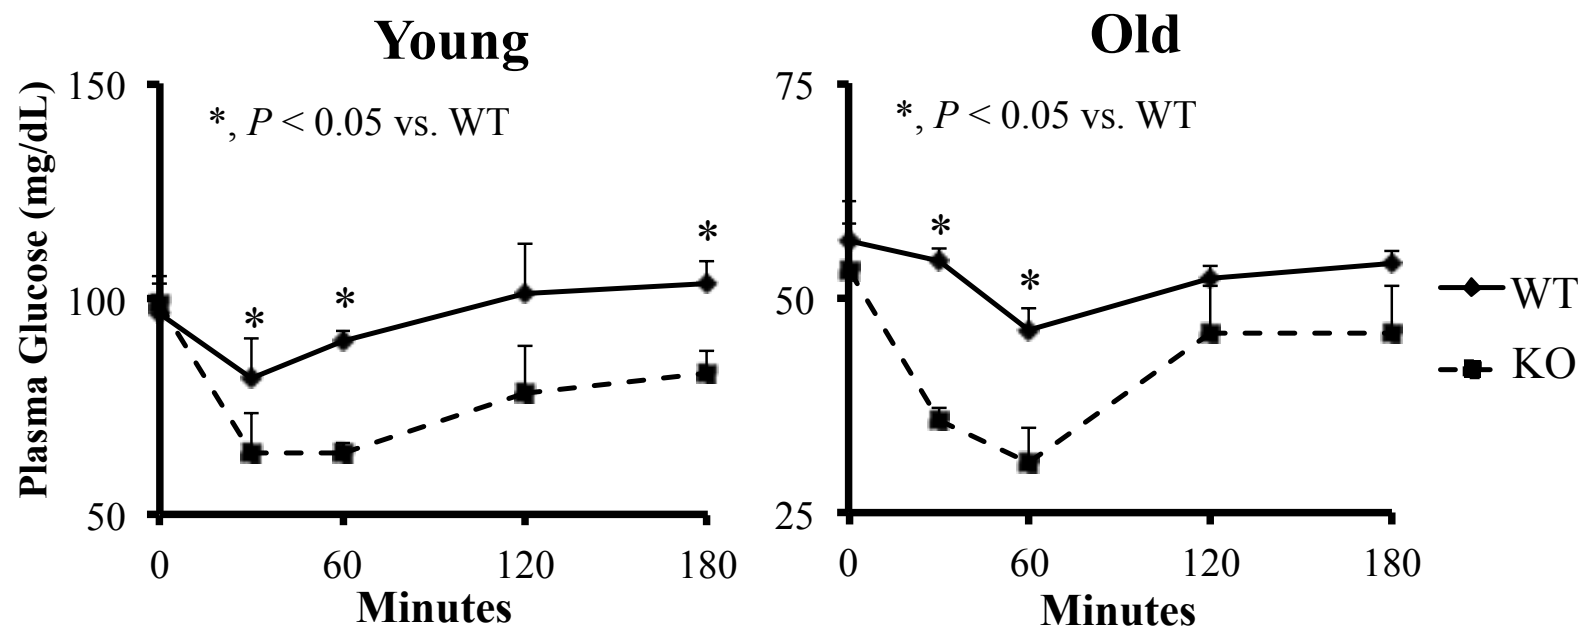 Young
Plasma Glucose (mg/dL)
150
100
50
*, P < 0.05 vs. WT
*
*
*
0
60
120
180
Minutes
Old
75
50
25
*, P < 0.05 vs. WT
*
*
0
60
120
180
Minutes
WT
KO